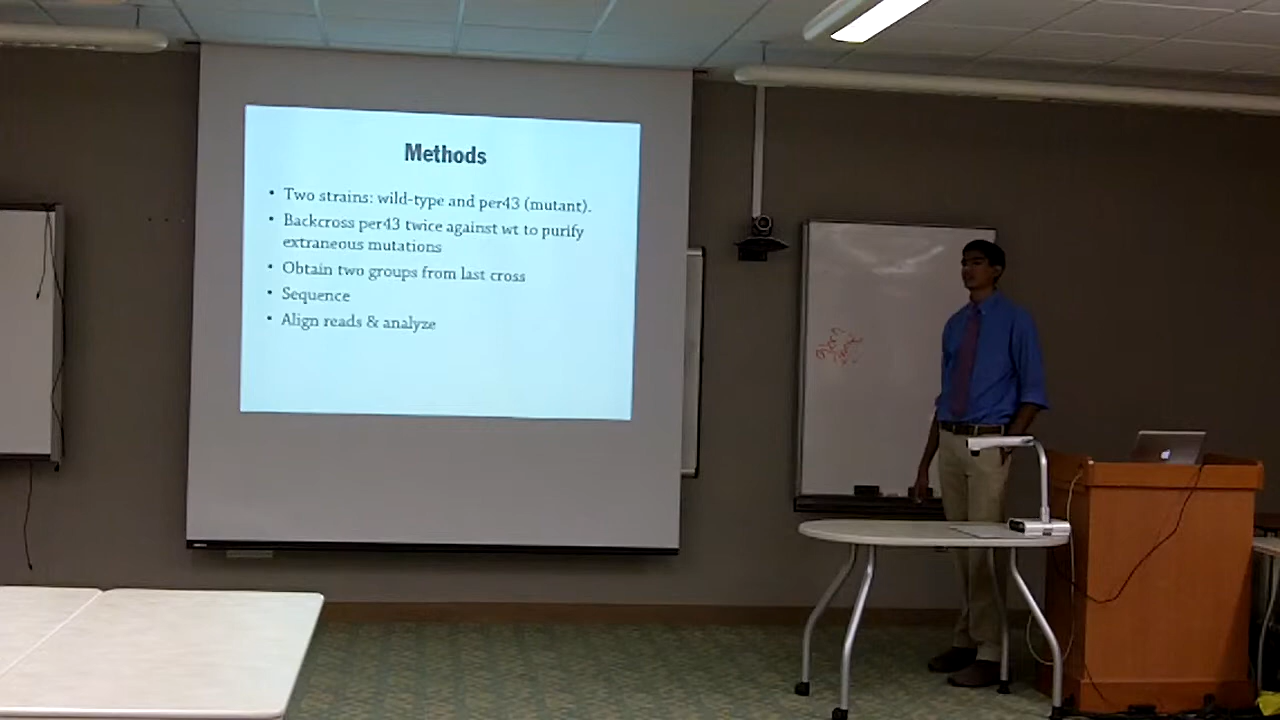 Methods
• Two strains: wild-type and per43 (mutant).
• Backcross per43 twice against wt to purify
extraneous mutations
• Obtain two groups from last cross
• Sequence
• Align reads & analyze